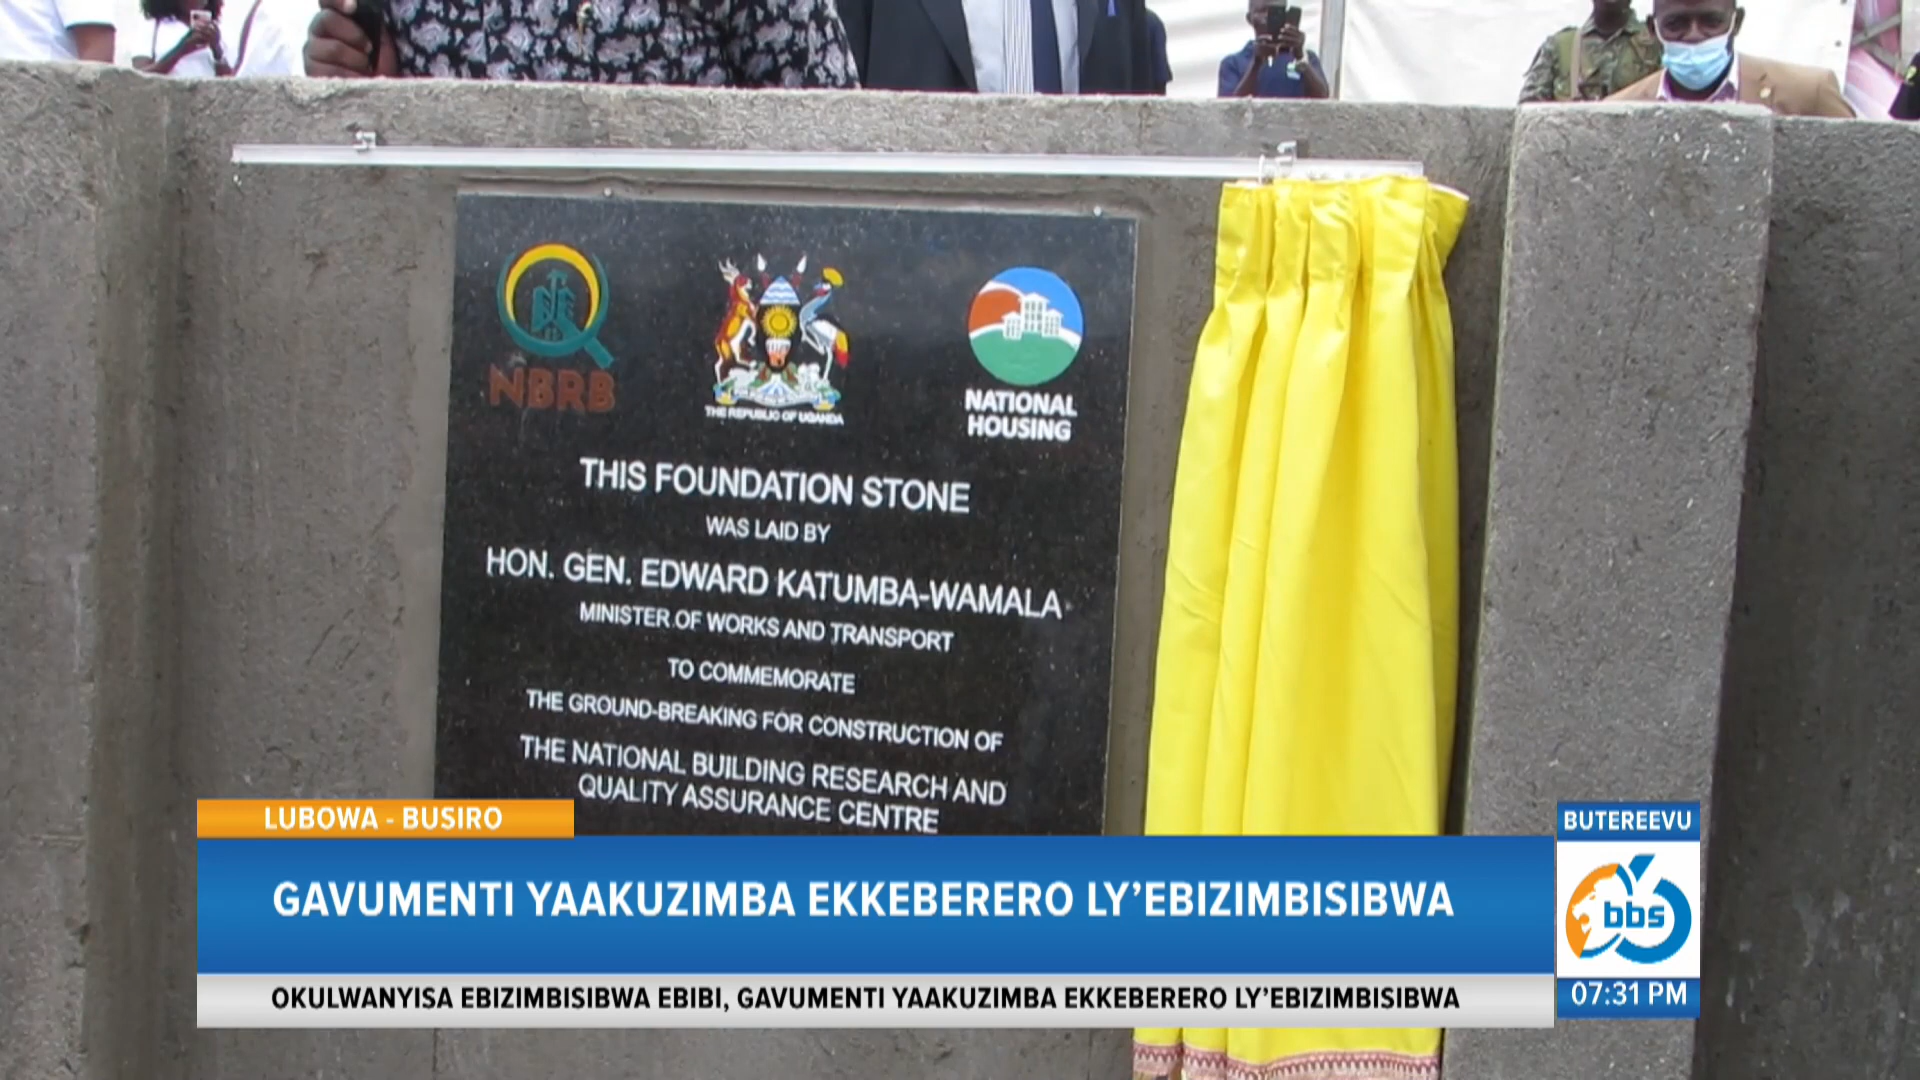 NBRB
THE REPUBLIC OF UGANDA
NATIONAL
HOUSING
THIS FOUNDATION STONE
WAS LAID BY
HON. GEN. EDWARD KATUMBA-WAMALA
MINISTER OF WORKS AND TRANSPORT
TO COMMEMORATE
THE GROUND-BREAKING FOR CONSTRUCTION OF
THE NATIONAL BUILDING RESEARCH AND
QUALITY ASSURANCE CENTRE
LUBOWA - BUSIRO
GAVUMENTI YAAKUZIMBA EKKEBERERO LY'EBIZIMBISIBWA
OKULWANYISA EBIZIMBISIBWA EBIBI, GAVUMENTI YAAKUZIMBA EKKEBERERO LY'EBIZIMBISIBWA
BUTEREEVU
bbs
07:31 PM